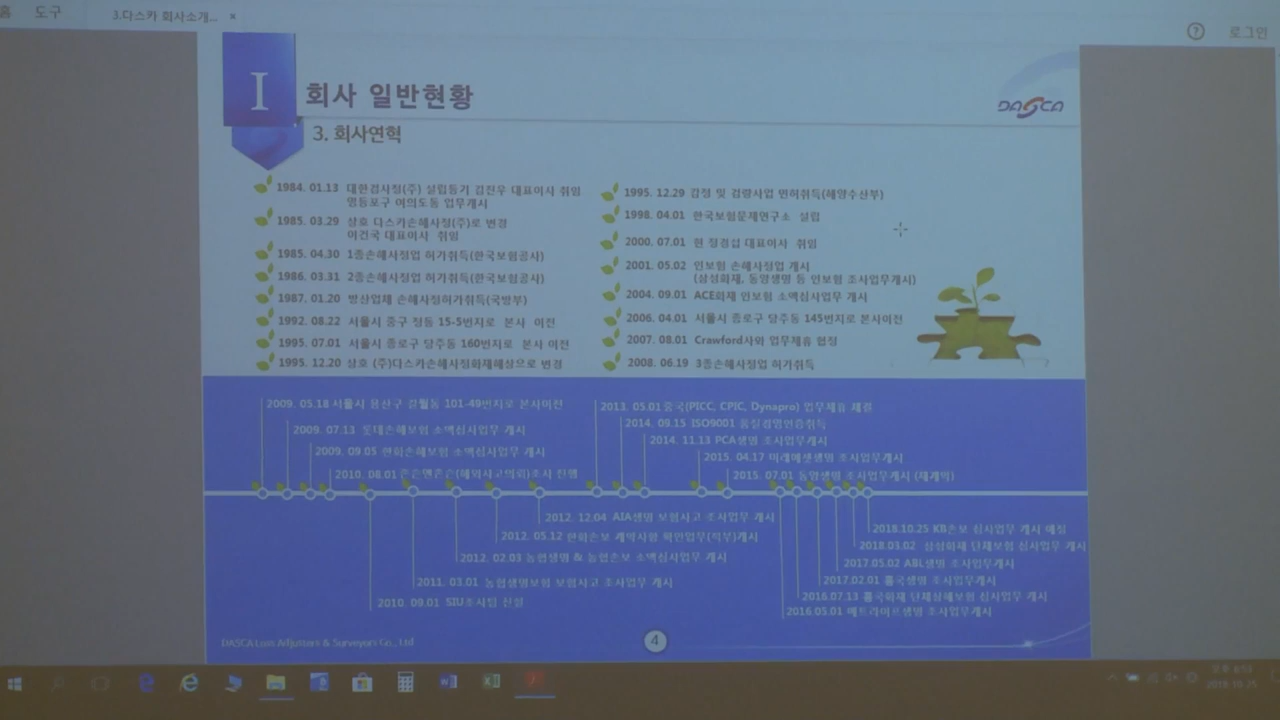 홈 도구
3.다스카 회사소개... ×
? 로그인
I 회사 일반현황
DASCA
3. 회사연혁
1984. 01.13 대한검사정(주) 설립등기 김진우 대표이사 취임
영등포구 여의도동 업무개시
1985. 03.29 상호 다스카손해사정(주)로 변경
이건국 대표이사 취임
1985. 04.30 1종손해사정업 허가취득(한국보험공사)
1986. 03.31 2종손해사정업 허가취득(한국보험공사)
1987. 01.20 방산업체 손해사정허가취득(국방부)
1992. 08.22 서울시 중구 정동 15-5번지로 본사 이전
1995. 07.01 서울시 종로구 당주동 160번지로 본사 이전
1995. 12.20 상호 (주)다스카손해사정화재해상으로 변경
1995. 12.29 감정 및 검량사업 면허취득(해양수산부)
1998. 04.01 한국보험문제연구소 설립
2000. 07.01 현 정경섭 대표이사 취임
2001. 05.02 인보험 손해사정업 개시
(삼성화재, 동양생명 등 인보험 조사업무개시)
2004. 09.01 ACE화재 인보험 소액심사업무 개시
2006. 04.01 서울시 종로구 당주동 145번지로 본사이전
2007. 08.01 Crawford사와 업무제휴 협정
2008. 06.19 3종손해사정업 허가취득
2009. 05.18 서울시 용산구 갈월동 101-49번지로 본사이전
2009. 07.13 롯데손해보험 소액심사업무 개시
2009. 09.05 한화손해보험 소액심사업무 개시
2010. 08.01 존슨앤존슨(해외사고의뢰)조사 진행
2013. 05.01 중국(PICC, CPIC, Dynapro) 업무제휴 체결
2014. 09.15 ISO9001 품질경영인증취득
2014. 11.13 PCA생명 조사업무개시
2015. 04.17 미래에셋생명 조사업무개시
2015. 07.01 동양생명 조사업무개시 (재계약)
2012. 12.04 AIA생명 보험사고 조사업무 개시
2012. 05.12 한화손보 계약사항 확인업무(적부)개시
2012. 02.03 농협생명 & 농협손보 소액심사업무 개시
2011. 03.01 농협생명보험 보험사고 조사업무 개시
2010. 09.01 SIU조사팀 신설
2018.10.25 KB손보 심사업무 개시 예정
2018.03.02 삼성화재 단체보험 심사업무 개시
2017.05.02 ABL생명 조사업무개시
2017.02.01 흥국생명 조사업무개시
2016.07.13 흥국화재 단체상해보험 심사업무 개시
2016.05.01 메트라이프생명 조사업무개시
DASCA Loss Adjusters & Surveyors Co., Ltd
4
2018-10-25